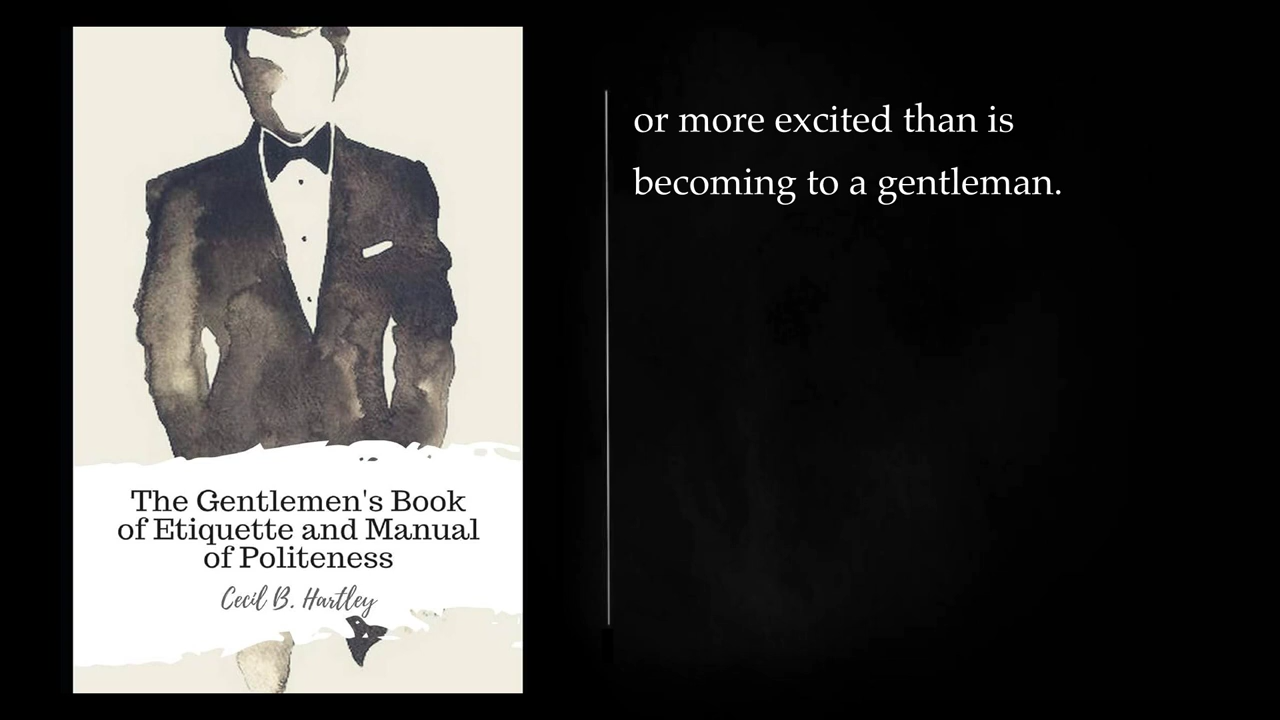 The Gentlemen's Book
of Etiquette and Manual
of Politeness
Cecil B. Hartley
or more excited than is
becoming to a gentleman.